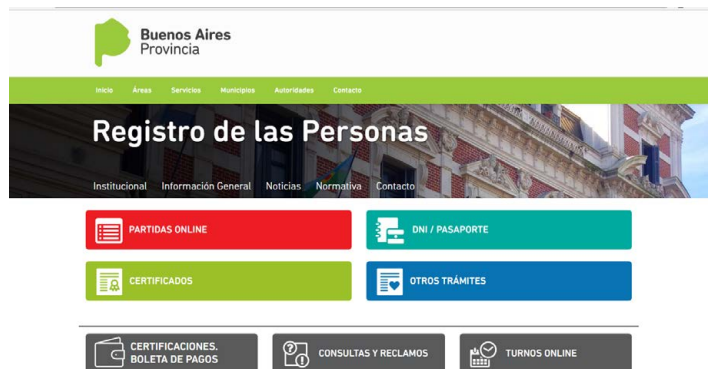 Buenos Aires
Provincia
Inicio Áreas Servicios Municipios Autoridades Contacto
Registro de las Personas
Institucional Información General Noticias Normativa Contacto
PARTIDAS ONLINE
DNI / PASAPORTE
CERTIFICADOS
OTROS TRÁMITES
CERTIFICACIONES.
BOLETA DE PAGOS
CONSULTAS Y RECLAMOS
TURNOS ONLINE